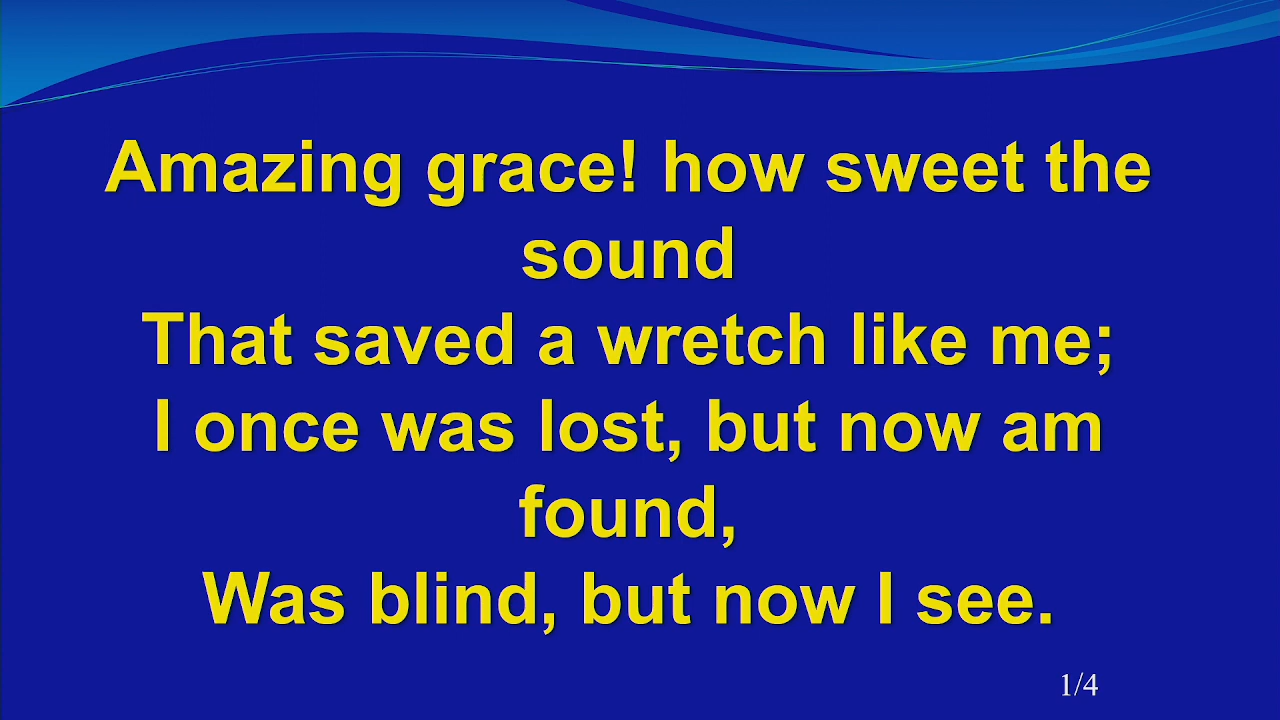 Amazing grace! how sweet the
sound
That saved a wretch like me;
I once was lost, but now am
found,
Was blind, but now I see.
1/4